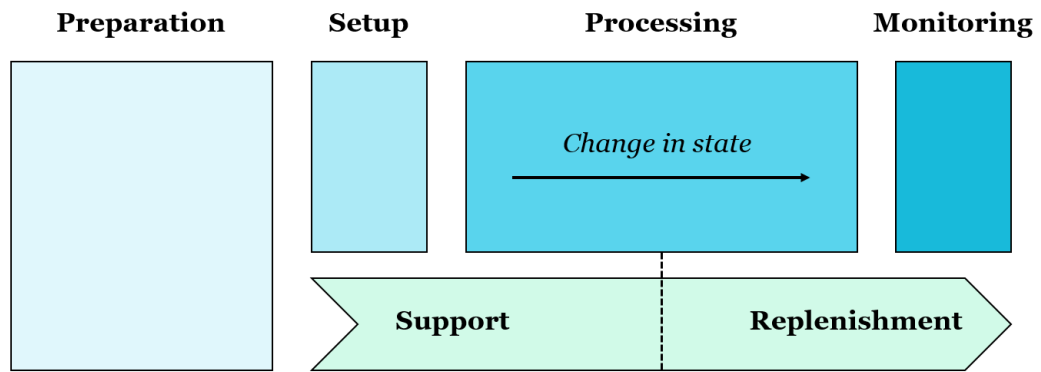 Preparation
Setup
Processing
Monitoring
Change in state
Support
Replenishment